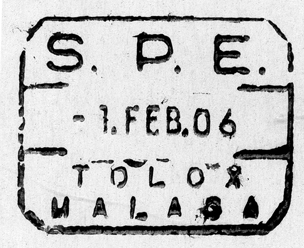 S. P. E.
-1.FEB.06
TOLOX
MALAGA